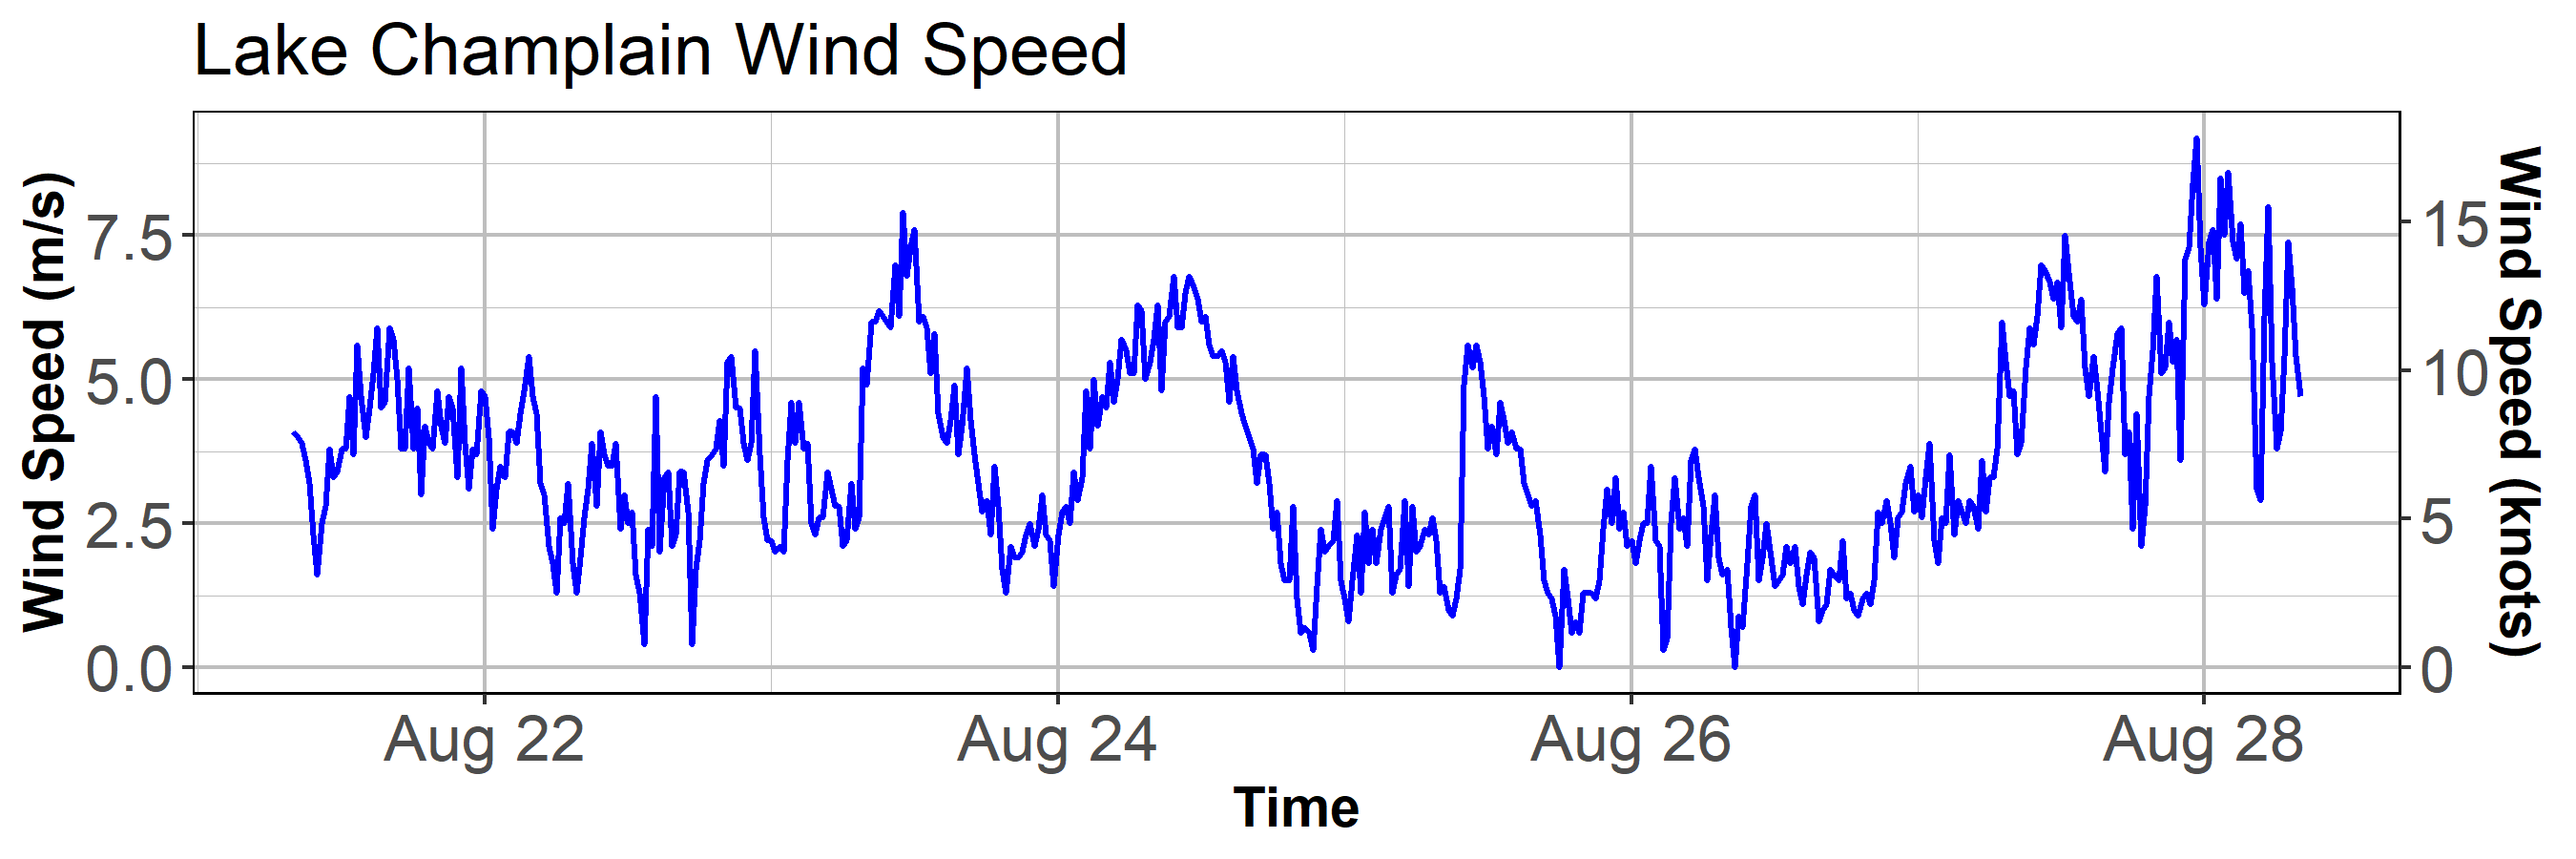 Lake Champlain Wind Speed
Wind Speed (m/s)
7.5
5.0
2.5
0.0
15
10
5
0
Wind Speed (knots)
Aug 22
Aug 24
Aug 26
Aug 28
Time